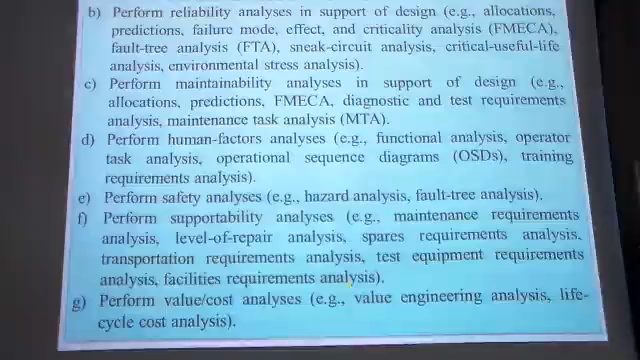 b) Perform reliability analyses in support of design (e.g., allocations,
predictions, failure mode, effect, and criticality analysis (FMECA),
fault-tree analysis (FTA), sneak-circuit analysis, critical-useful-life
analysis, environmental stress analysis).
c) Perform maintainability analyses in support of design (e.g.,
allocations, predictions, FMECA, diagnostic and test requirements
analysis, maintenance task analysis (MTA).
d) Perform human-factors analyses (e.g., functional analysis, operator
task analysis, operational sequence diagrams (OSDs), training
requirements analysis).
e) Perform safety analyses (e.g., hazard analysis, fault-tree analysis).
f) Perform supportability analyses (e.g., maintenance requirements
analysis, level-of-repair analysis, spares requirements analysis,
transportation requirements analysis, test equipment requirements
analysis, facilities requirements analysis).
g) Perform value/cost analyses (e.g., value engineering analysis, life-
cycle cost analysis).